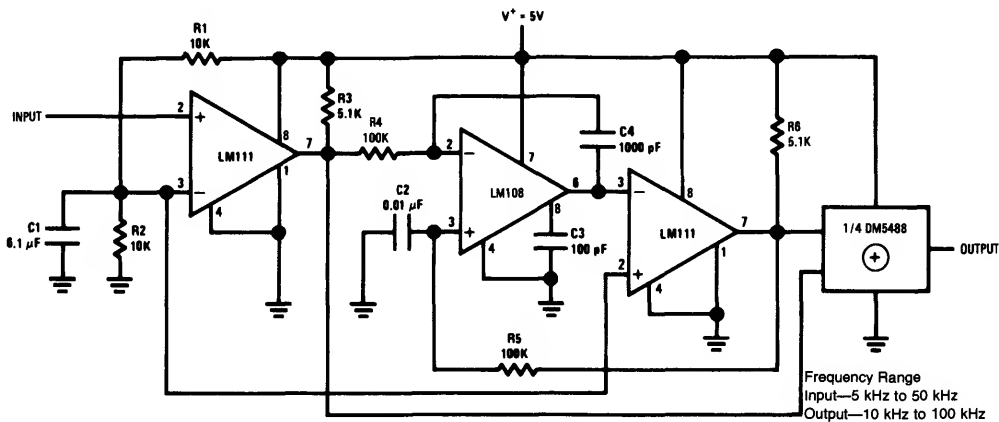 V+ = 5V
R1
10K
INPUT
2
+
LM111
8
7
1
3
−
4
C1
6.1 µF
R2
10K
R3
5.1K
R4
100K
2
−
LM108
7
6
8
3
+
4
C2
0.01 µF
C3
100 pF
C4
1000 pF
3
−
LM111
8
7
1
2
+
4
R5
100K
R6
5.1K
1/4 DM5488
+
OUTPUT
Frequency Range
Input—5 kHz to 50 kHz
Output—10 kHz to 100 kHz